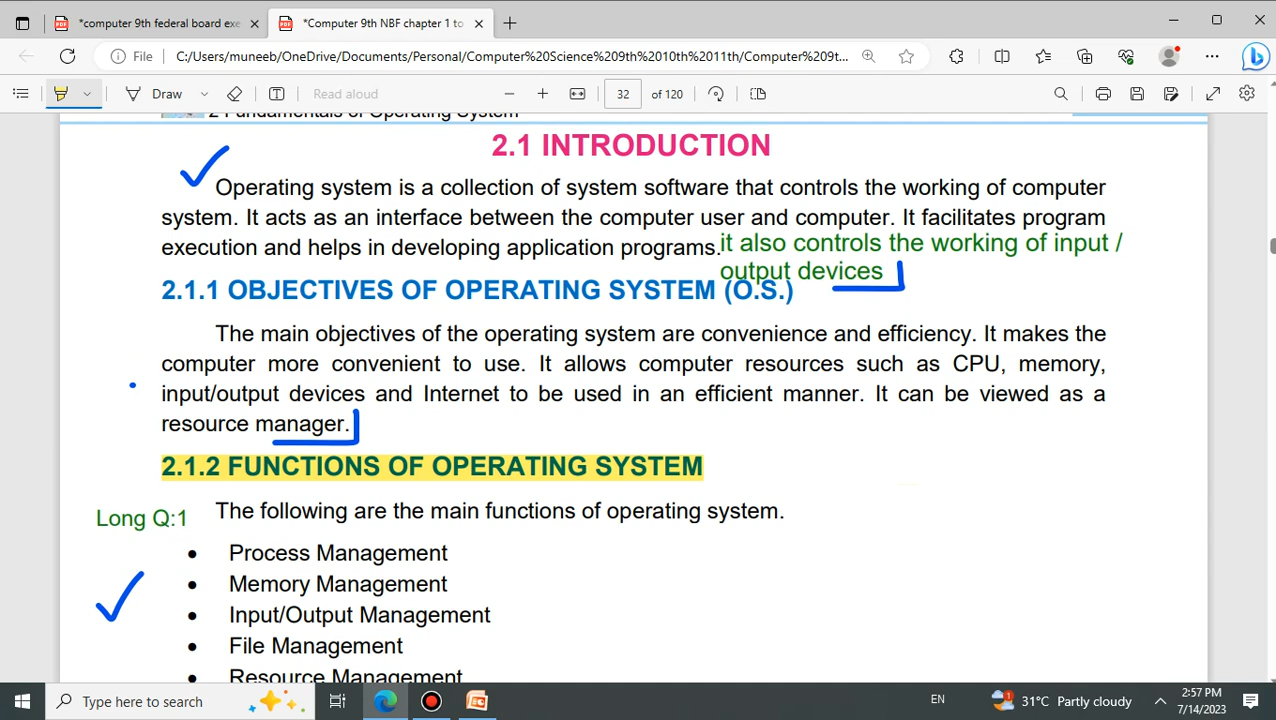 *computer 9th federal board exe
*Computer 9th NBF chapter 1 to
File
C:/Users/muneeb/OneDrive/Documents/Personal/Computer%20Science%209th%2010th%2011th/Computer%209t...
Draw
Read aloud
32
of 120
2 Fundamentals of Operating System
2.1 INTRODUCTION
Operating system is a collection of system software that controls the working of computer
system. It acts as an interface between the computer user and computer. It facilitates program
execution and helps in developing application programs.
it also controls the working of input /
output devices
2.1.1 OBJECTIVES OF OPERATING SYSTEM (O.S.)
The main objectives of the operating system are convenience and efficiency. It makes the
computer more convenient to use. It allows computer resources such as CPU, memory,
input/output devices and Internet to be used in an efficient manner. It can be viewed as a
resource manager.
2.1.2 FUNCTIONS OF OPERATING SYSTEM
Long Q:1
The following are the main functions of operating system.
• Process Management
• Memory Management
• Input/Output Management
• File Management
• Resource Management
Type here to search
EN
1
31°C Partly cloudy
2:57 PM
7/14/2023